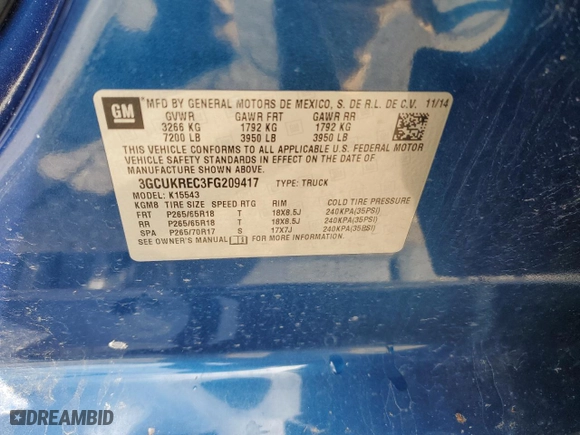 GM
MFD BY GENERAL MOTORS DE MEXICO, S. DE R.L. DE C.V. 11/14
GVWR GAWR FRT GAWR RR
3266 KG 1792 KG 1792 KG
7200 LB 3950 LB 3950 LB
THIS VEHICLE CONFORMS TO ALL APPLICABLE U.S. FEDERAL MOTOR
VEHICLE SAFETY STANDARDS IN EFFECT ON THE DATE OF
MANUFACTURE SHOWN ABOVE.
3GCUKREC3FG209417 TYPE: TRUCK
MODEL: K15543
KGM8 TIRE SIZE SPEED RTG RIM COLD TIRE PRESSURE
FRT P265/65R18 T 18X8.5J 240KPA(35PSI)
RR P265/65R18 T 18X8.5J 240KPA(35PSI)
SPA P265/70R17 S 17X7J 240KPA(35PSI)
SEE OWNER'S MANUAL FOR MORE INFORMATION.
DREAMBID